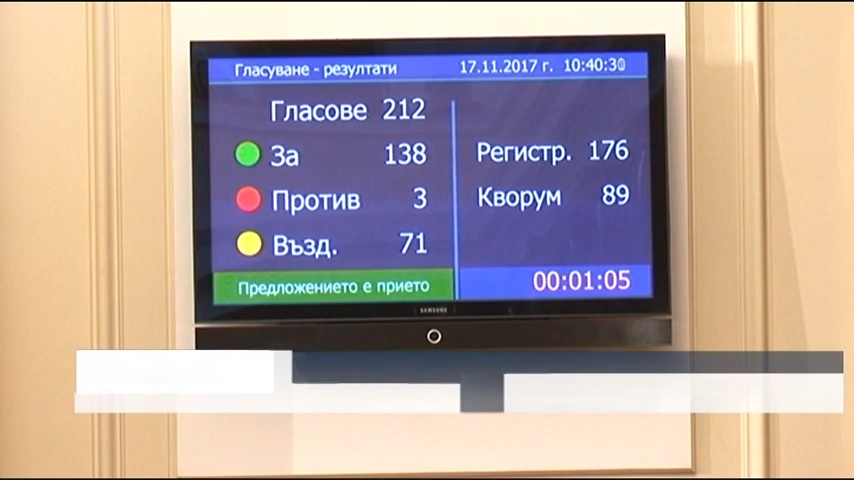 Гласуване - резултати 17.11.2017 г. 10:40:30
Гласове 212
За 138
Против 3
Възд. 71
Предложението е прието
Регистр. 176
Кворум 89
00:01:05
SAMSUNG